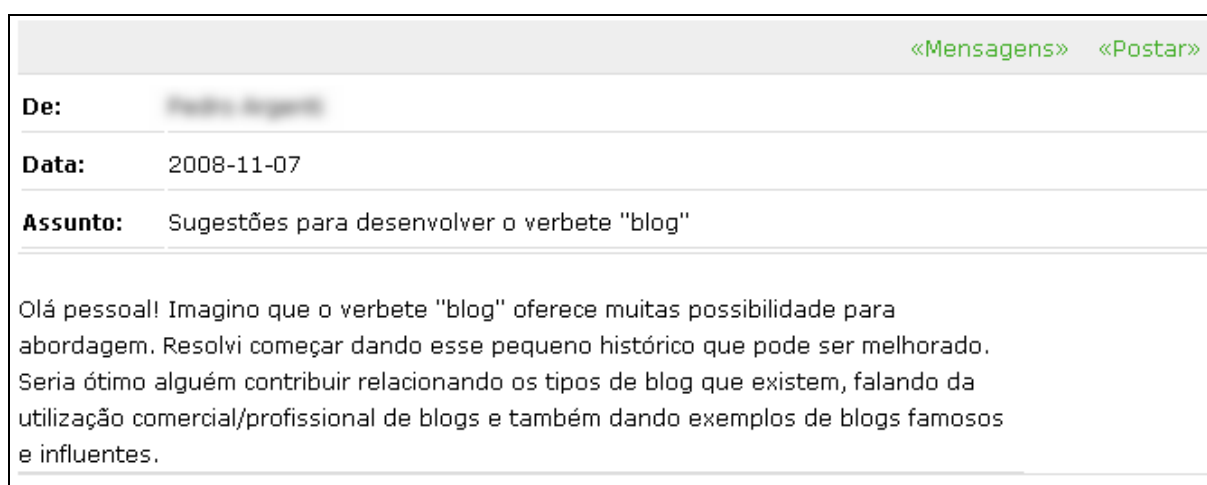 «Mensagens» «Postar»
De:
Data: 2008-11-07
Assunto: Sugestões para desenvolver o verbete "blog"
Olá pessoal! Imagino que o verbete "blog" oferece muitas possibilidade para
abordagem. Resolvi começar dando esse pequeno histórico que pode ser melhorado.
Seria ótimo alguém contribuir relacionando os tipos de blog que existem, falando da
utilização comercial/profissional de blogs e também dando exemplos de blogs famosos
e influentes.